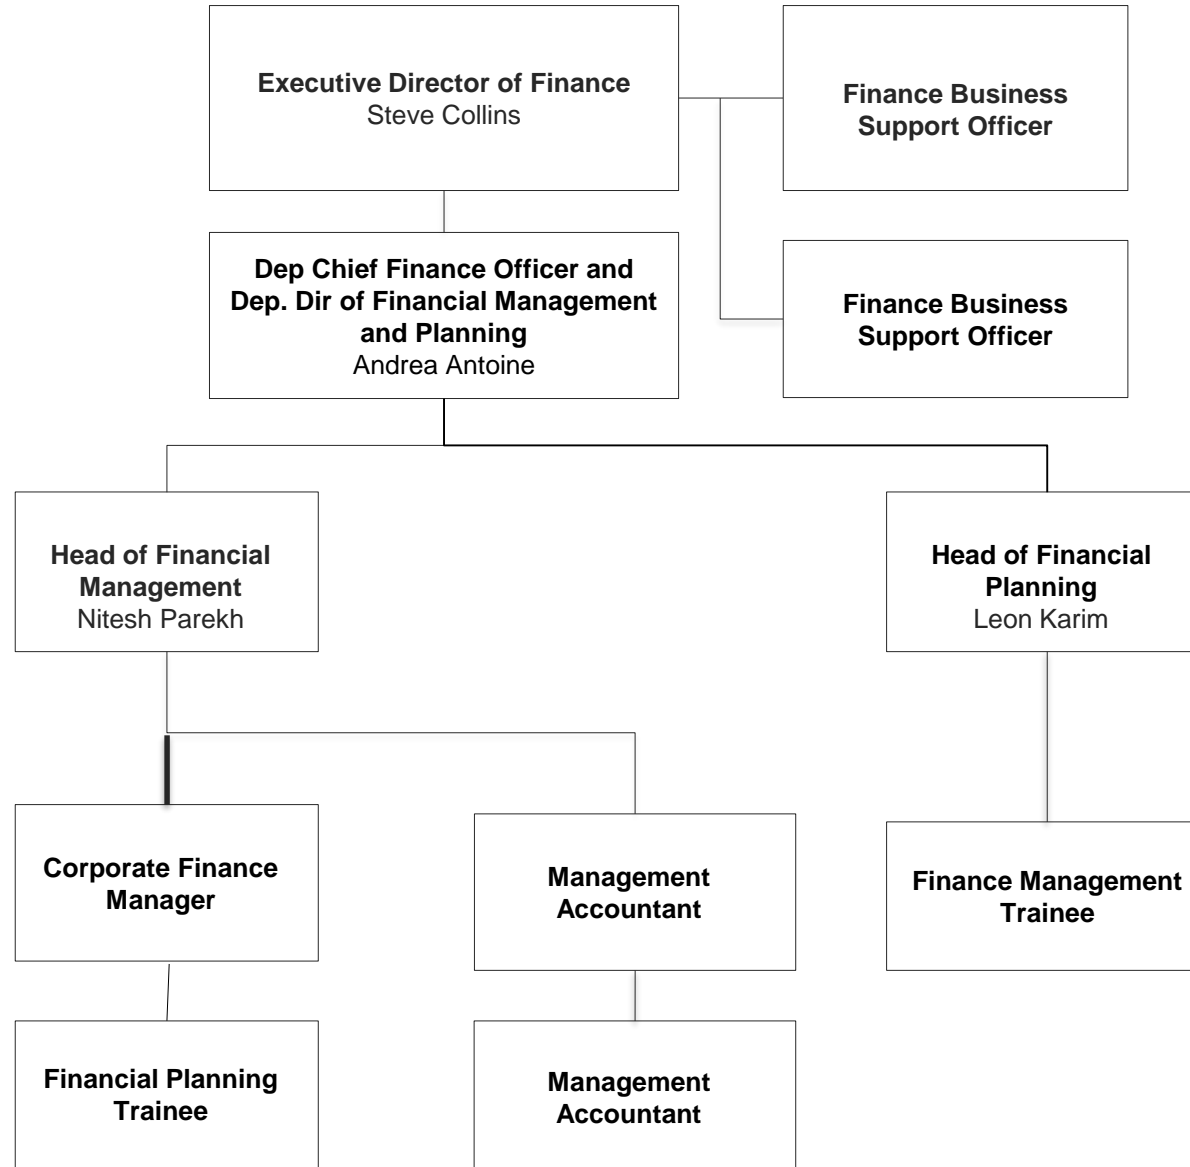 Executive Director of Finance
Steve Collins
Finance Business
Support Officer
Dep Chief Finance Officer and
Dep. Dir of Financial Management
and Planning
Andrea Antoine
Finance Business
Support Officer
Head of Financial
Management
Nitesh Parekh
Head of Financial
Planning
Leon Karim
Corporate Finance
Manager
Management
Accountant
Finance Management
Trainee
Financial Planning
Trainee
Management
Accountant